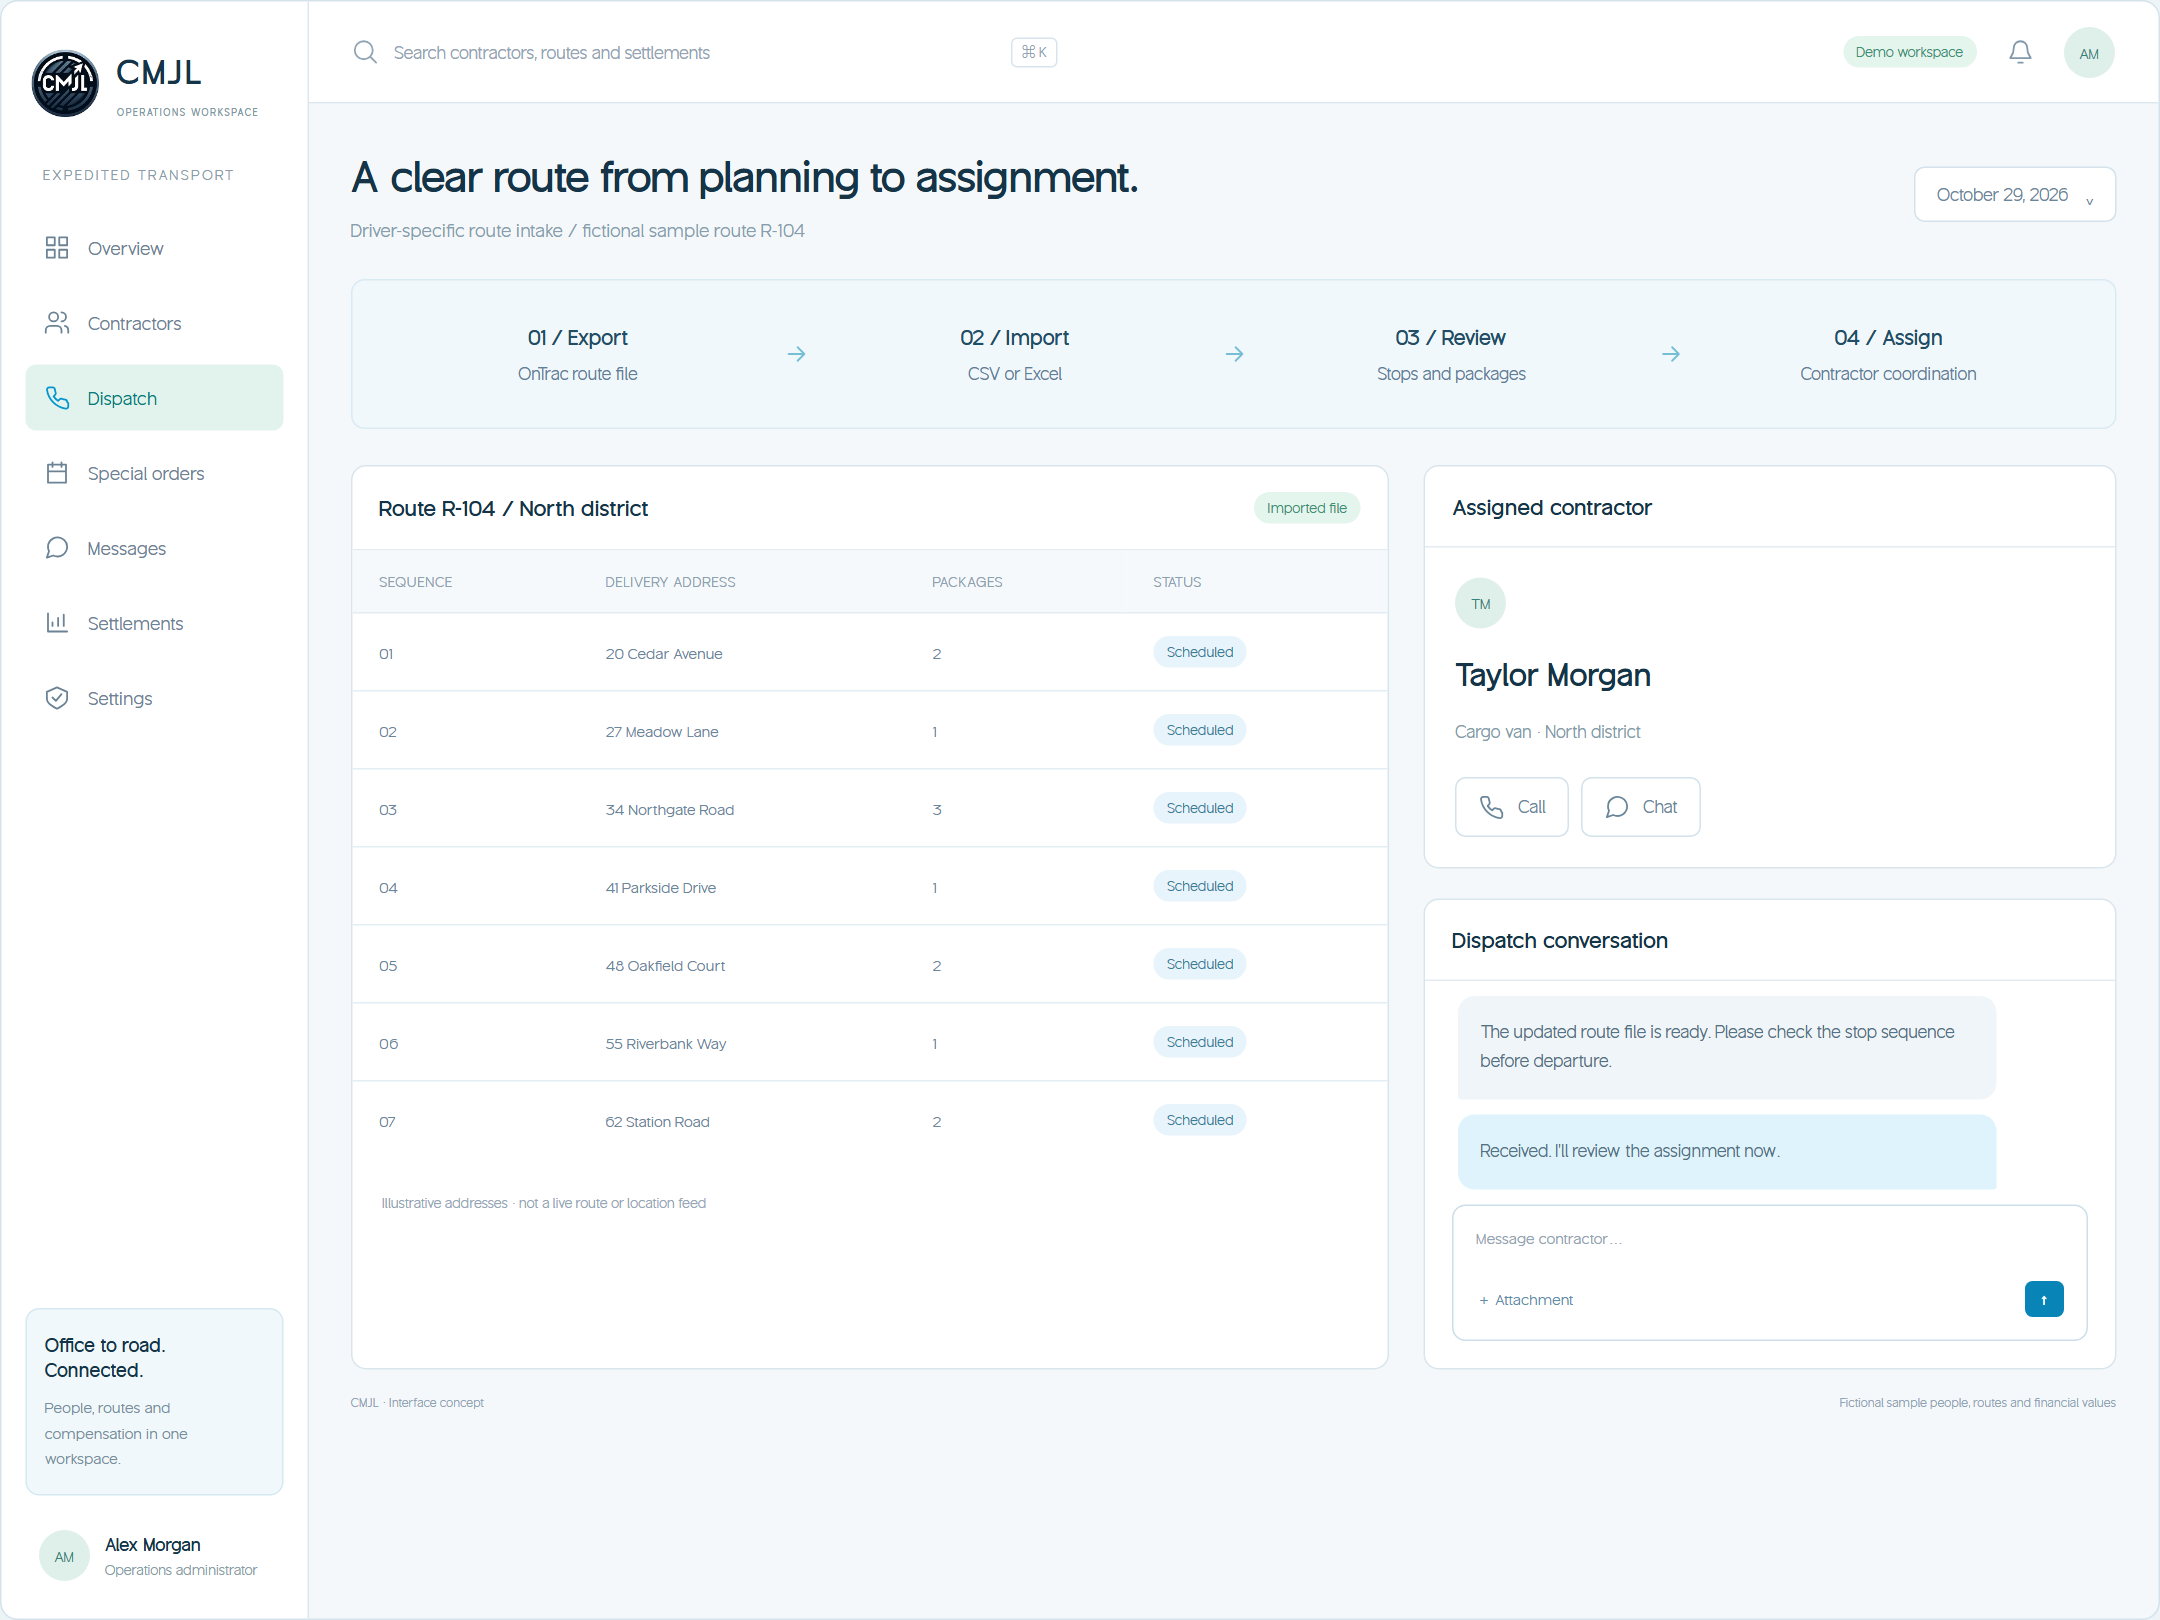 CMJL
CMJL
OPERATIONS WORKSPACE
EXPEDITED TRANSPORT
Overview
Contractors
Dispatch
Special orders
Messages
Settlements
Settings
Office to road.
Connected.
People, routes and
compensation in one
workspace.
AM
Alex Morgan
Operations administrator
Search contractors, routes and settlements
⌘ K
Demo workspace
AM
A clear route from planning to assignment.
Driver-specific route intake / fictional sample route R-104
October 29, 2026 v
01 / Export
OnTrac route file
→
02 / Import
CSV or Excel
→
03 / Review
Stops and packages
→
04 / Assign
Contractor coordination
Route R-104 / North district
Imported file
SEQUENCE DELIVERY ADDRESS PACKAGES STATUS
01 20 Cedar Avenue 2 Scheduled
02 27 Meadow Lane 1 Scheduled
03 34 Northgate Road 3 Scheduled
04 41 Parkside Drive 1 Scheduled
05 48 Oakfield Court 2 Scheduled
06 55 Riverbank Way 1 Scheduled
07 62 Station Road 2 Scheduled
Illustrative addresses · not a live route or location feed
Assigned contractor
TM
Taylor Morgan
Cargo van · North district
Call
Chat
Dispatch conversation
The updated route file is ready. Please check the stop sequence
before departure.
Received. I'll review the assignment now.
Message contractor...
+ Attachment
↑
CMJL · Interface concept
Fictional sample people, routes and financial values